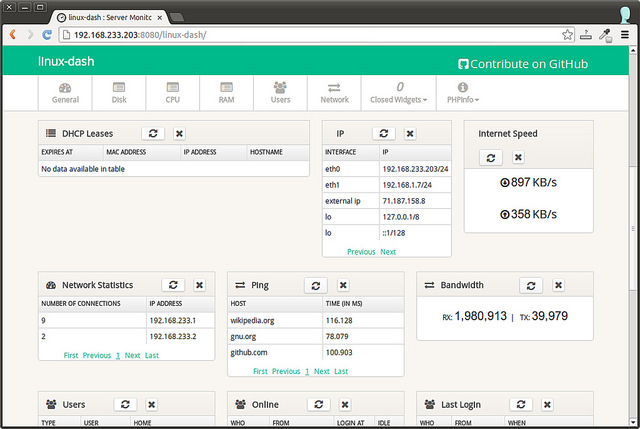 linux-dash : Server Monito
192.168.233.203:8080/linux-dash/
linux-dash
Contribute on GitHub
General
Disk
CPU
RAM
Users
Network
0
Closed Widgets
PHPInfo
DHCP Leases
EXPIRES AT MAC ADDRESS IP ADDRESS HOSTNAME
No data available in table
IP
INTERFACE IP
eth0 192.168.233.203/24
eth1 192.168.1.7/24
external ip 71.187.158.8
lo 127.0.0.1/8
lo ::1/128
Previous Next
Internet Speed
897 KB/s
358 KB/s
Network Statistics
NUMBER OF CONNECTIONS IP ADDRESS
9 192.168.233.1
2 192.168.233.2
First Previous 1 Next Last
Ping
HOST TIME (IN MS)
wikipedia.org 116.128
gnu.org 78.079
github.com 100.903
First Previous 1 Next Last
Bandwidth
RX: 1,980,913 | TX: 39,979
Users
TYPE USER HOME
Online
WHO FROM LOGIN AT IDLE
Last Login
WHO FROM WHEN